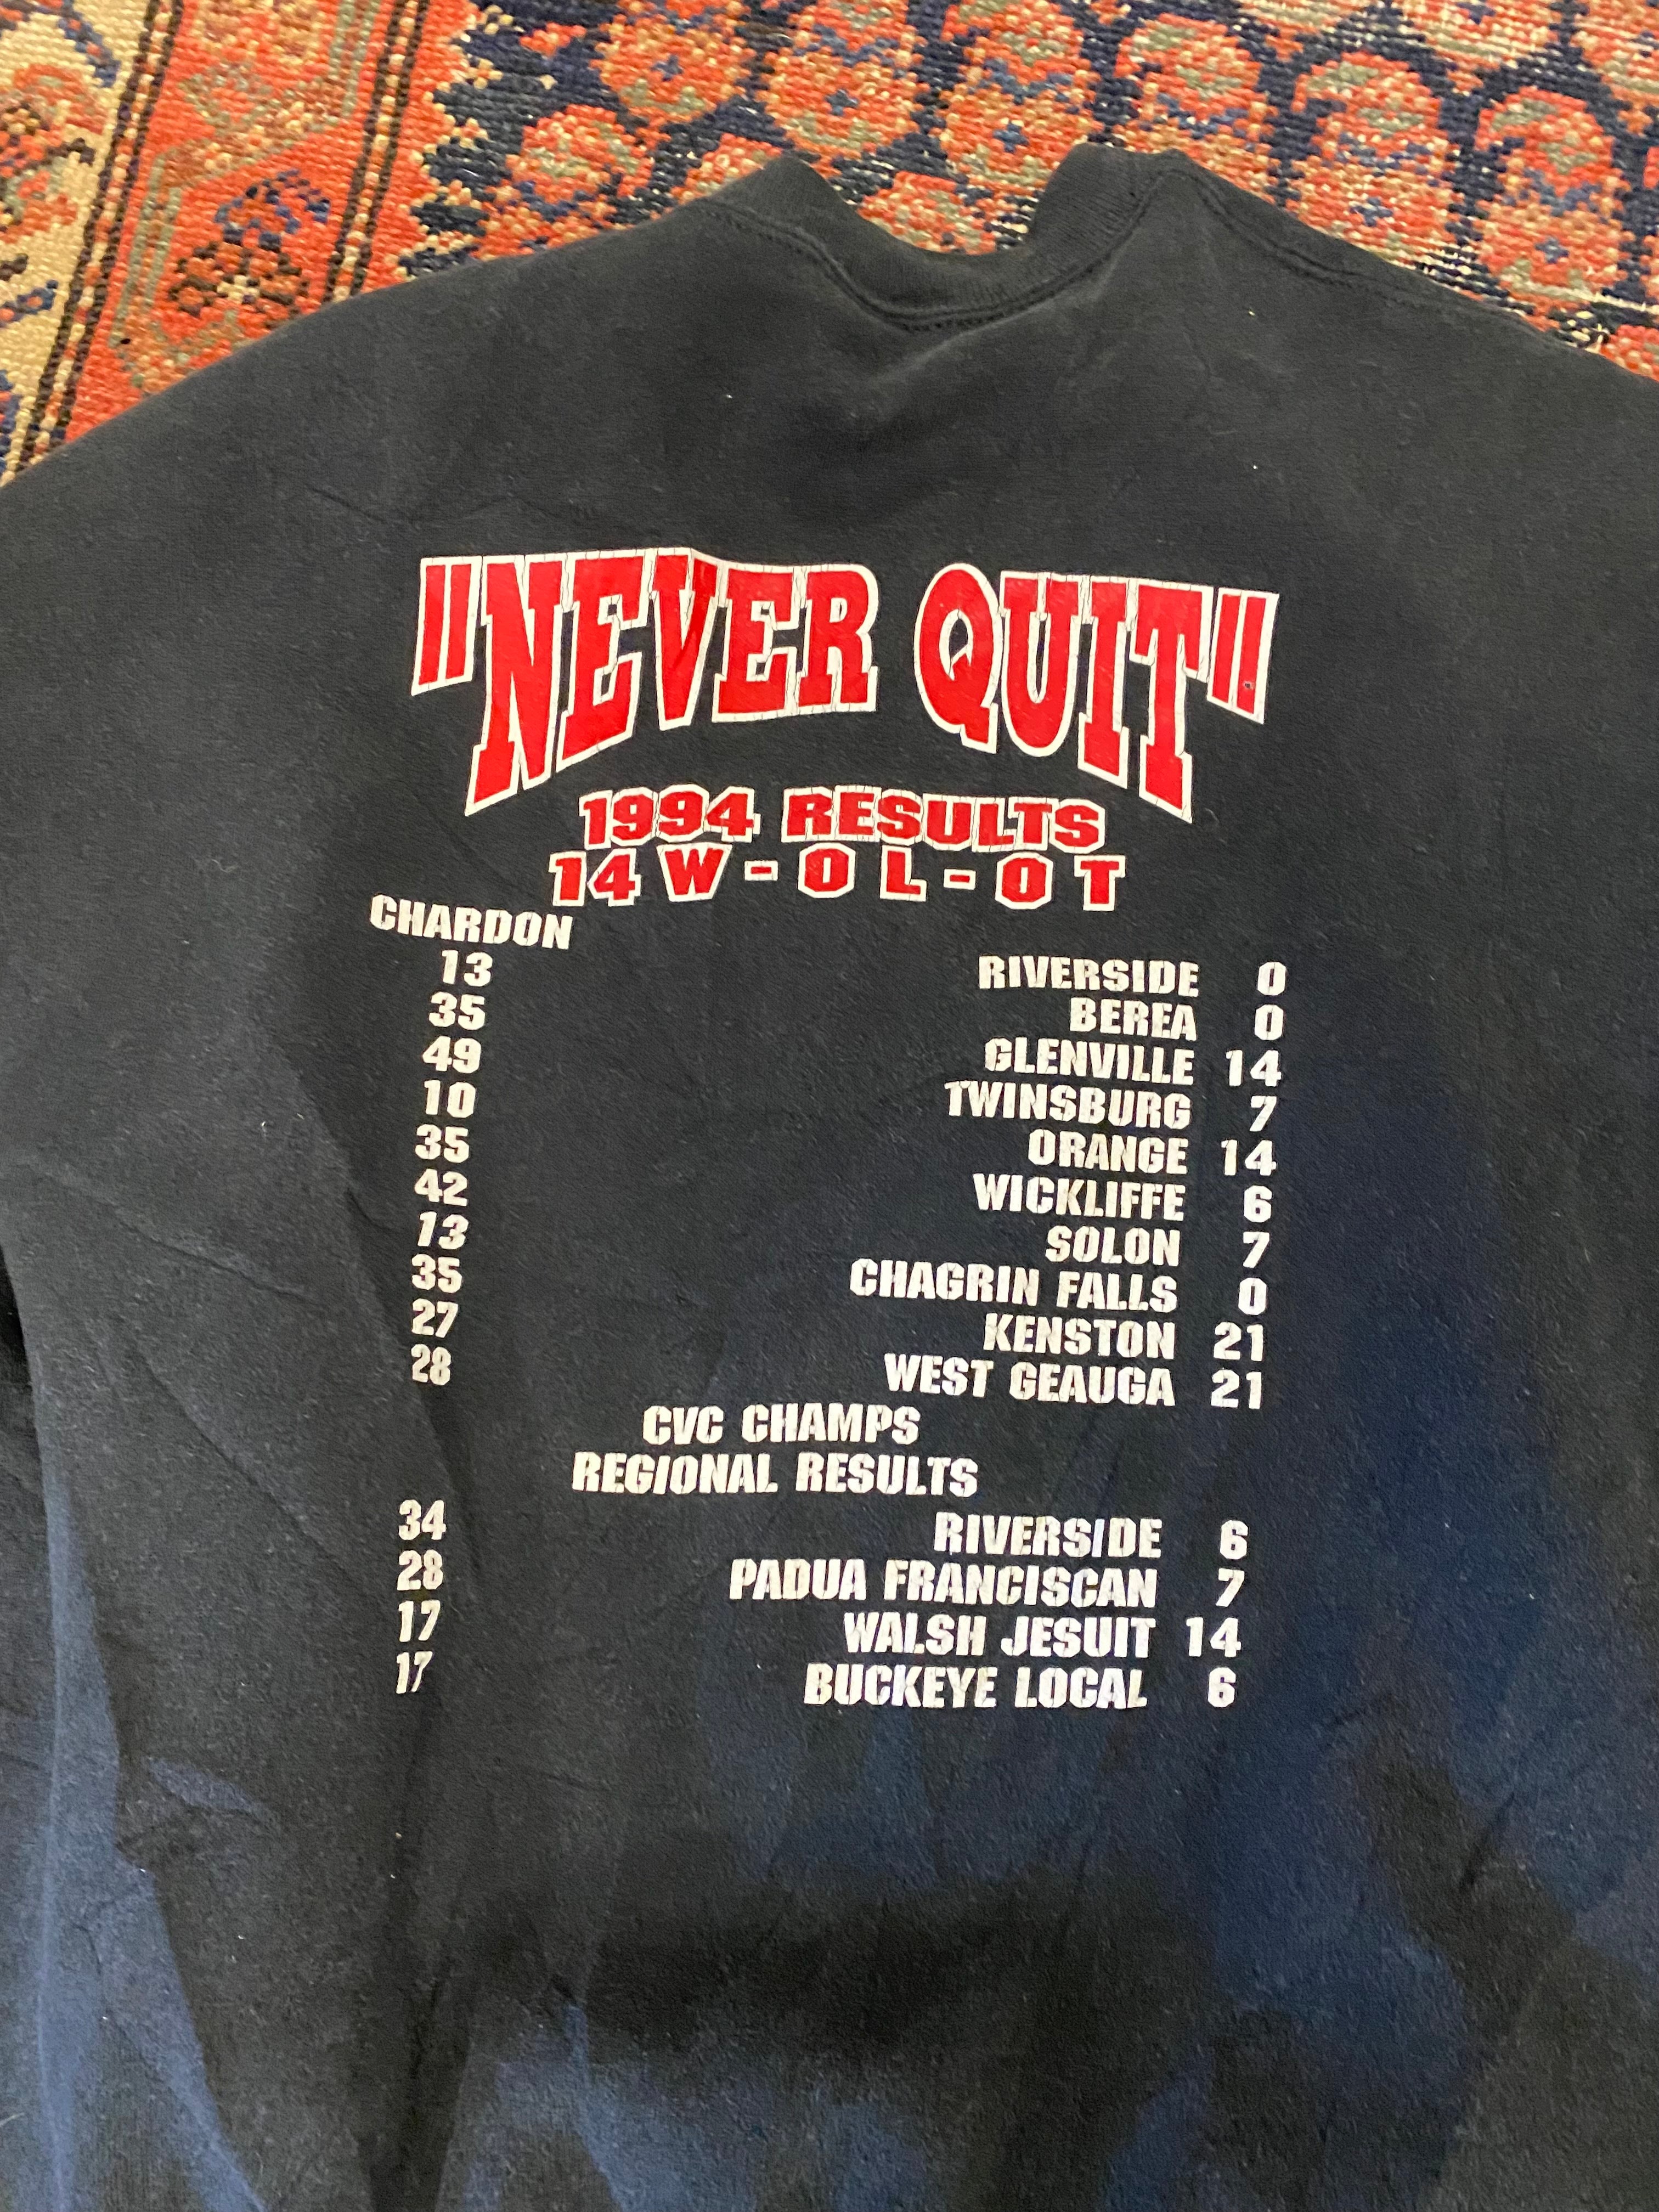 "NEVER QUIT"
1994 RESULTS
14 W - 0 L - 0 T
CHARDON
13 RIVERSIDE 0
35 BEREA 0
49 GLENVILLE 14
10 TWINSBURG 7
35 ORANGE 14
42 WICKLIFFE 6
13 SOLON 7
35 CHAGRIN FALLS 0
27 KENSTON 21
28 WEST GEAUGA 21
CVC CHAMPS
REGIONAL RESULTS
34 RIVERSIDE 6
28 PADUA FRANCISCAN 7
17 WALSH JESUIT 14
17 BUCKEYE LOCAL 6